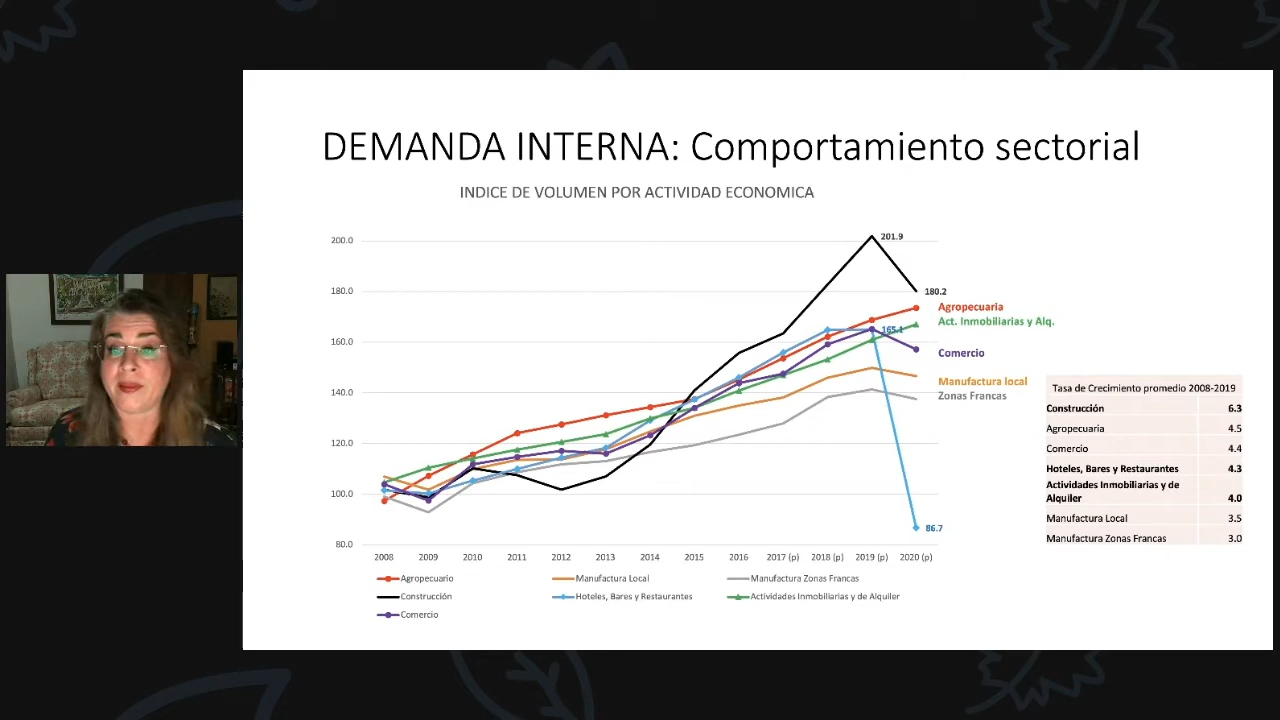 DEMANDA INTERNA: Comportamiento sectorial
INDICE DE VOLUMEN POR ACTIVIDAD ECONOMICA
200.0
180.0
160.0
140.0
120.0
100.0
80.0
201.9
180.2
165.1
86.7
Agropecuaria
Act. Inmobiliarias y Alq.
Comercio
Manufactura local
Zonas Francas
2008 2009 2010 2011 2012 2013 2014 2015 2016 2017 (p) 2018 (p) 2019 (p) 2020 (p)
Agropecuario Manufactura Local Manufactura Zonas Francas
Construcción Hoteles, Bares y Restaurantes Actividades Inmobiliarias y de Alquiler
Comercio
Tasa de Crecimiento promedio 2008-2019
Construcción 6.3
Agropecuaria 4.5
Comercio 4.4
Hoteles, Bares y Restaurantes 4.3
Actividades Inmobiliarias y de
Alquiler 4.0
Manufactura Local 3.5
Manufactura Zonas Francas 3.0